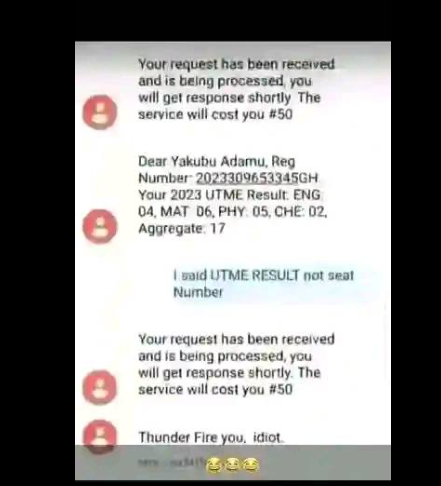 Your request has been received
and is being processed, you
will get response shortly The
service will cost you #50
Dear Yakubu Adamu, Reg
Number: 2023309653345GH
Your 2023 UTME Result: ENG:
04, MAT 06, PHY: 05, CHE: 02,
Aggregate: 17
I said UTME RESULT not seat
Number
Your request has been received
and is being processed, you
will get response shortly. The
service will cost you #50
Thunder Fire you, idiot.